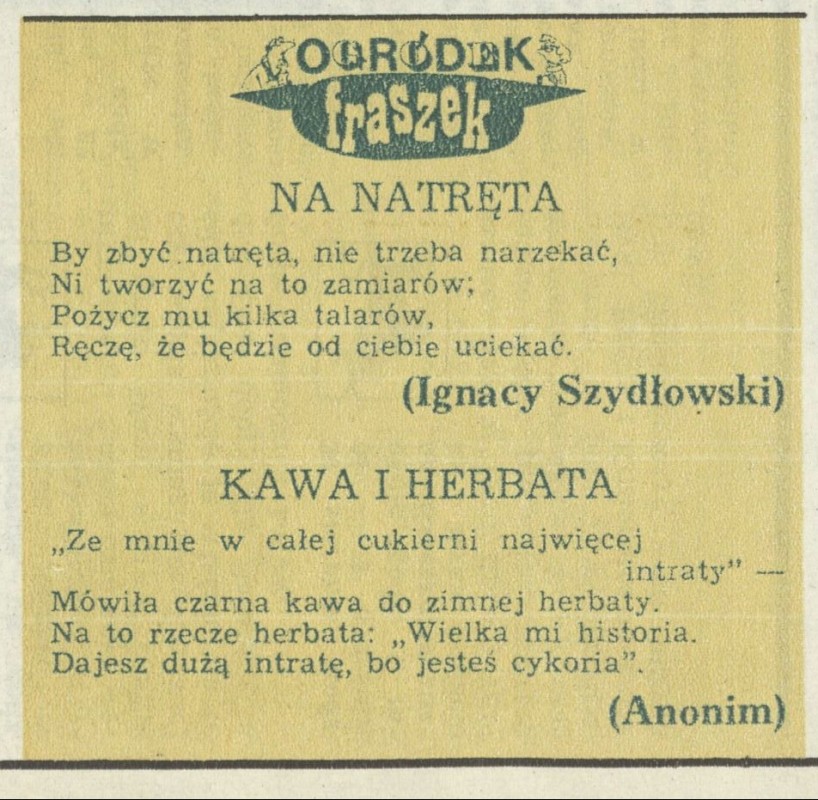 OGRÓDEK
fraszek
NA NATRĘTA
By zbyć natręta, nie trzeba narzekać,
Ni tworzyć na to zamiarów;
Pożycz mu kilka talarów,
Ręczę, że będzie od ciebie uciekać.
(Ignacy Szydłowski)
KAWA I HERBATA
„Ze mnie w całej cukierni najwięcej
intraty” —
Mówiła czarna kawa do zimnej herbaty.
Na to rzecze herbata: „Wielka mi historia.
Dajesz dużą intratę, bo jesteś cykoria”.
(Anonim)